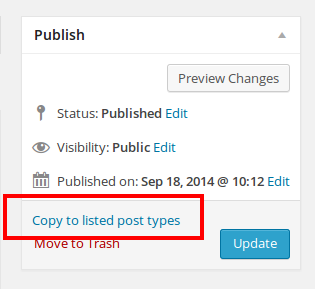 Publish
Preview Changes
Status: Published Edit
Visibility: Public Edit
Published on: Sep 18, 2014 @ 10:12 Edit
Copy to listed post types
Move to Trash
Update